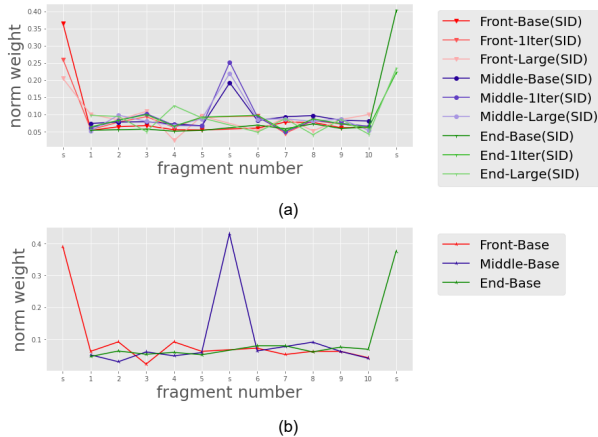 0.40
0.35
0.30
0.25
0.20
0.15
0.10
0.05
norm weight
s 1 2 3 4 5 s 6 7 8 9 10 s
fragment number
Front-Base(SID)
Front-1Iter(SID)
Front-Large(SID)
Middle-Base(SID)
Middle-1Iter(SID)
Middle-Large(SID)
End-Base(SID)
End-1Iter(SID)
End-Large(SID)
(a)
0.4
0.3
0.2
0.1
norm weight
s 1 2 3 4 5 s 6 7 8 9 10 s
fragment number
Front-Base
Middle-Base
End-Base
(b)